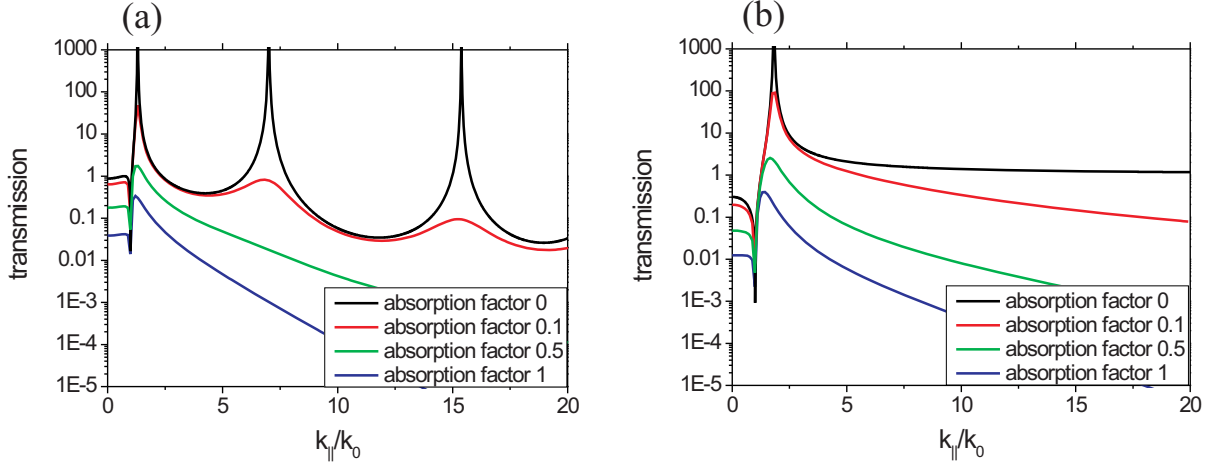 (a)
1000
100
10
1
0.1
0.01
1E-3
1E-4
1E-5
transmission
absorption factor 0
absorption factor 0.1
absorption factor 0.5
absorption factor 1
0 5 10 15 20
k||/k0
(b)
1000
100
10
1
0.1
0.01
1E-3
1E-4
1E-5
transmission
absorption factor 0
absorption factor 0.1
absorption factor 0.5
absorption factor 1
0 5 10 15 20
k||/k0